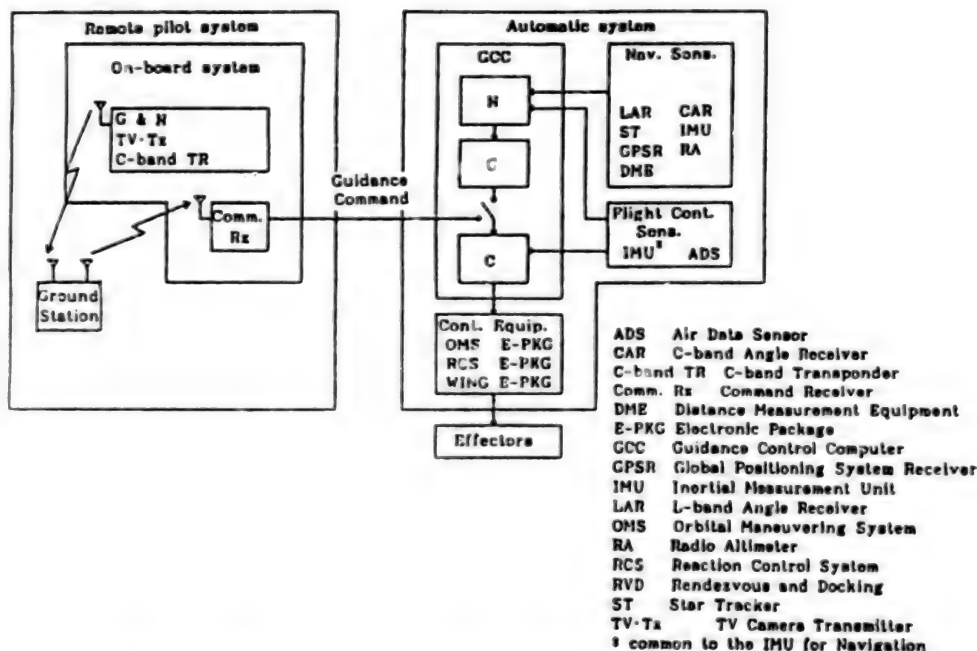 Remote pilot system
On-board system
G & N
TV·Tx
C-band TR
Comm.
Rx
Ground
Station
Guidance
Command
Automatic system
GCC
N
G
C
Nav. Sens.
LAR CAR
ST IMU
GPSR RA
DME
Flight Cont.
Sens.
IMU* ADS
Cont. Equip.
OMS E-PKG
RCS E-PKG
WING E-PKG
Effectors
ADS Air Data Sensor
CAR C-band Angle Receiver
C-band TR C-band Transponder
Comm. Rx Command Receiver
DME Distance Measurement Equipment
E-PKG Electronic Package
GCC Guidance Control Computer
GPSR Global Positioning System Receiver
IMU Inertial Measurement Unit
LAR L-band Angle Receiver
OMS Orbital Maneuvering System
RA Radio Altimeter
RCS Reaction Control System
RVD Rendezvous and Docking
ST Star Tracker
TV·Tx TV Camera Transmitter
* common to the IMU for Navigation